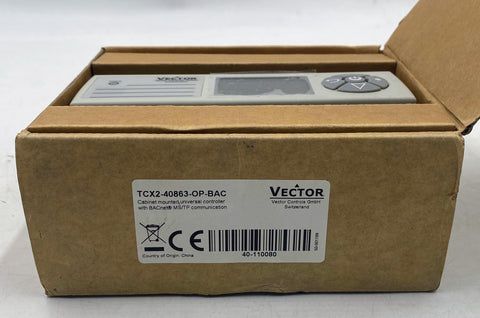 VECTOR
TCX2-40863-OP-BAC
Cabinet mounted universal controller
with BACnet® MS/TP communication
VECTOR
Vector Controls GmbH
Switzerland
CE
Country of Origin: China
40-110080